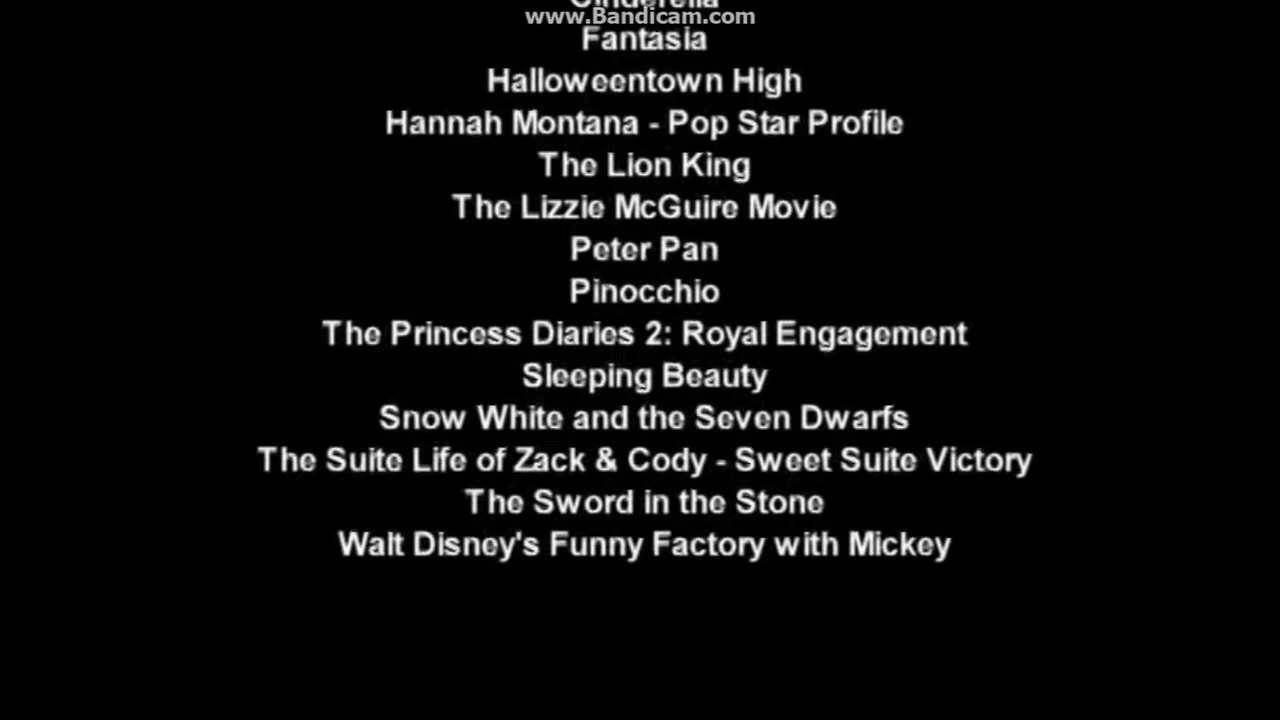 Cinderella
www.Bandicam.com
Fantasia
Halloweentown High
Hannah Montana - Pop Star Profile
The Lion King
The Lizzie McGuire Movie
Peter Pan
Pinocchio
The Princess Diaries 2: Royal Engagement
Sleeping Beauty
Snow White and the Seven Dwarfs
The Suite Life of Zack & Cody - Sweet Suite Victory
The Sword in the Stone
Walt Disney's Funny Factory with Mickey